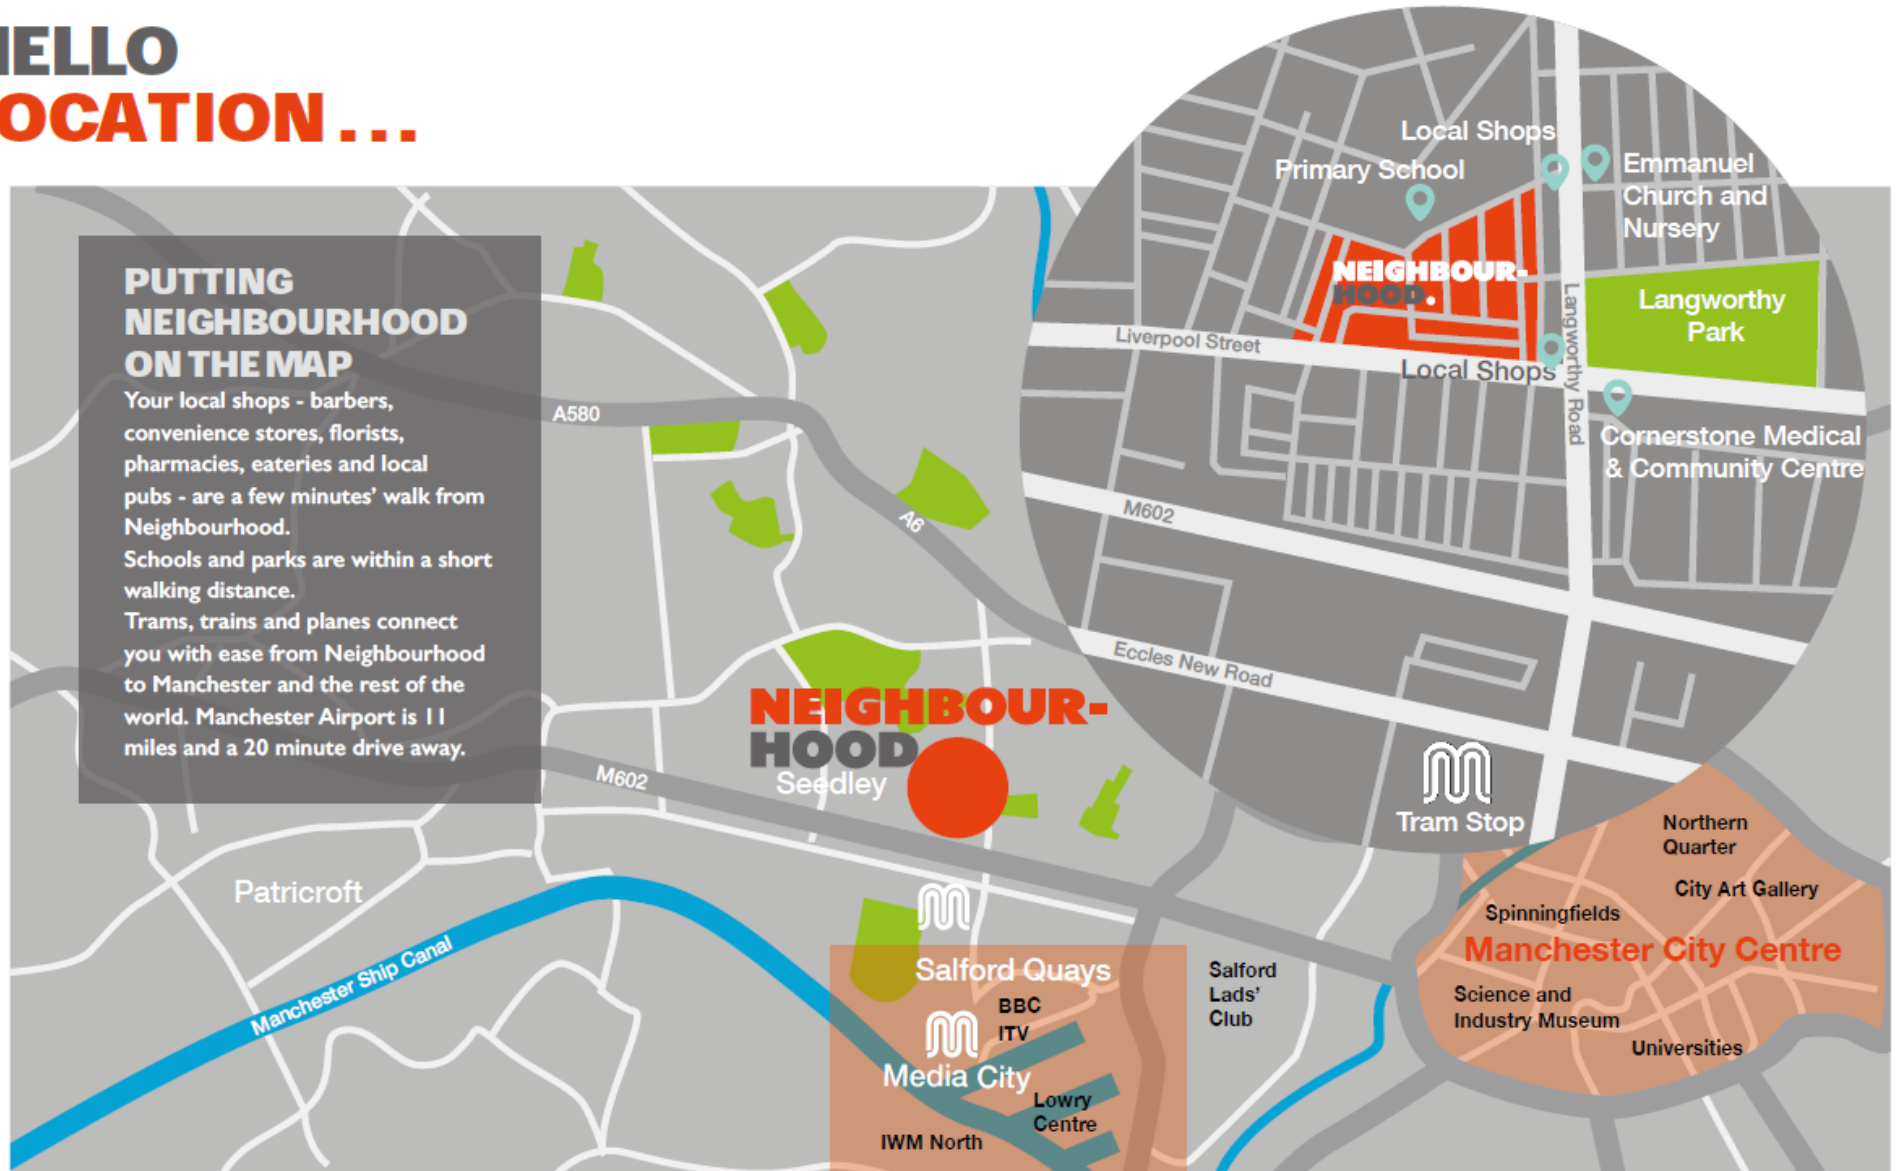 ELLO
OCATION...
PUTTING
NEIGHBOURHOOD
ON THE MAP
Your local shops - barbers,
convenience stores, florists,
pharmacies, eateries and local
pubs - are a few minutes' walk from
Neighbourhood.
Schools and parks are within a short
walking distance.
Trams, trains and planes connect
you with ease from Neighbourhood
to Manchester and the rest of the
world. Manchester Airport is 11
miles and a 20 minute drive away.
A580
A6
M602
NEIGHBOUR-
HOOD
Seedley
Patricroft
Manchester Ship Canal
Salford Quays
BBC
ITV
Media City
Lowry
Centre
IWM North
Salford
Lads'
Club
Local Shops
Primary School
Emmanuel
Church and
Nursery
NEIGHBOUR-
HOOD.
Langworthy
Park
Langworthy Road
Liverpool Street
Local Shops
Cornerstone Medical
& Community Centre
M602
Eccles New Road
Tram Stop
Northern
Quarter
City Art Gallery
Spinningfields
Manchester City Centre
Science and
Industry Museum
Universities